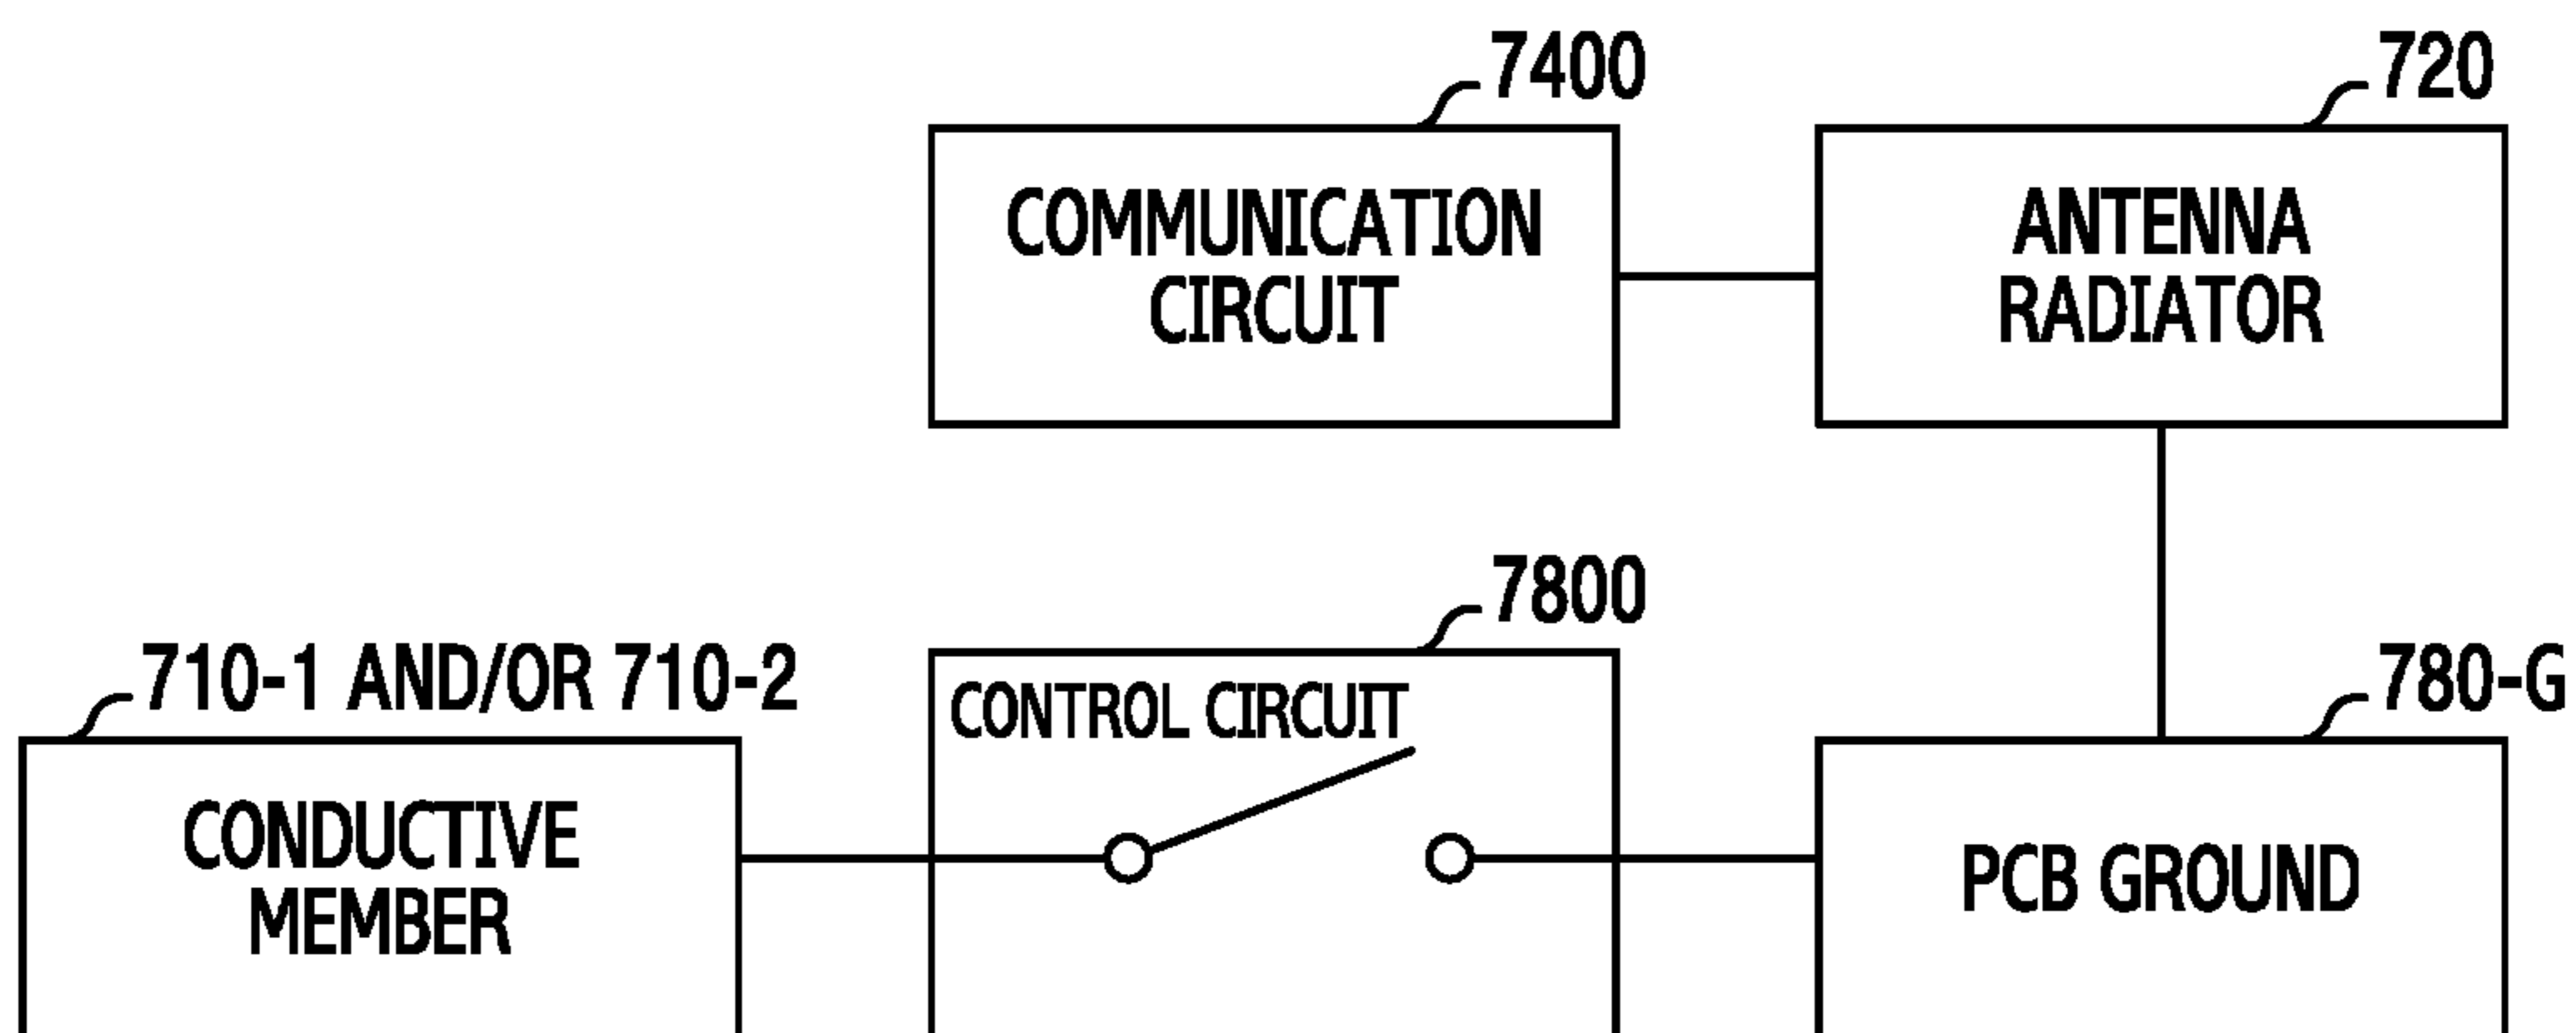 7400
720
COMMUNICATION
CIRCUIT
ANTENNA
RADIATOR
7800
710-1 AND/OR 710-2
780-G
CONTROL CIRCUIT
CONDUCTIVE
MEMBER
PCB GROUND